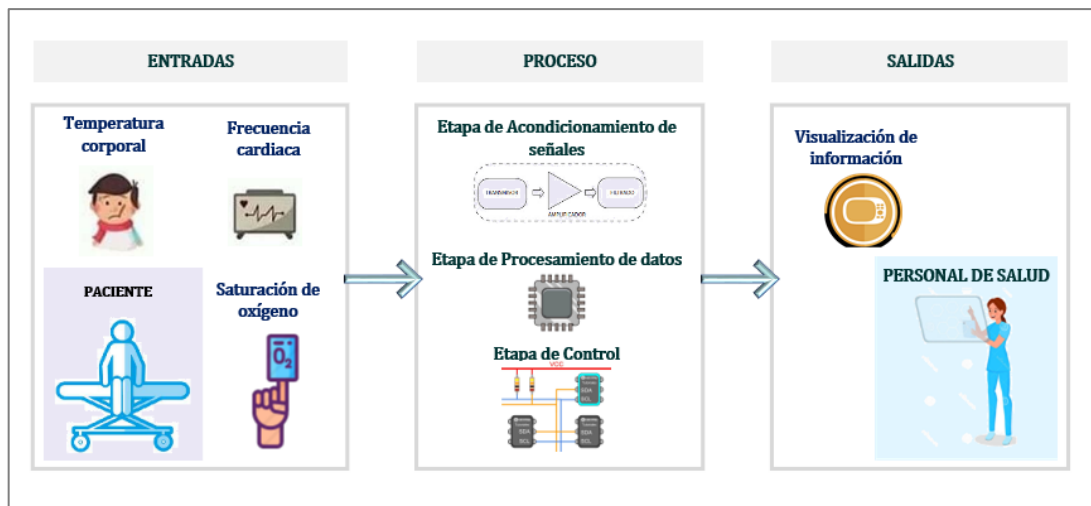 ENTRADAS
PROCESO
SALIDAS
Temperatura
corporal
Frecuencia
cardiaca
PACIENTE
Saturación de
oxígeno
O2
Etapa de Acondicionamiento de
señales
AMPLIFICADOR
FILTRADO
Etapa de Procesamiento de datos
Etapa de Control
VCC
SDA
SCL
SDA
SCL
SDA
SCL
Visualización de
información
PERSONAL DE SALUD